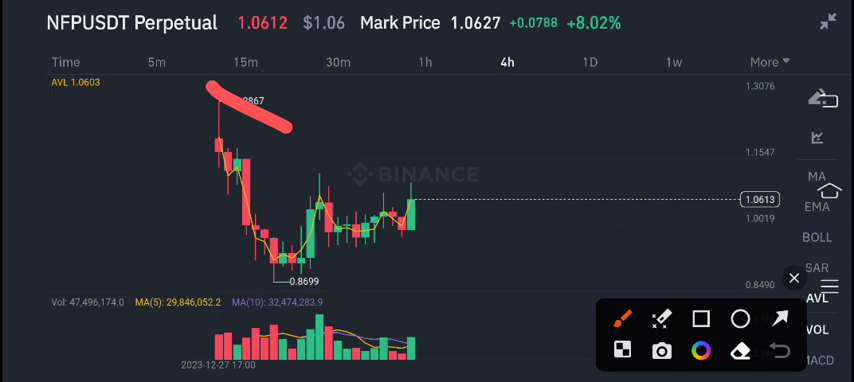 NFPUSDT Perpetual 1.0612 $1.06 Mark Price 1.0627 +0.0788 +8.02%
Time 5m 15m 30m 1h 4h 1D 1w More
AVL 1.0603
1.3076
2867
1.1547
BINANCE
MA
1.0613
EMA
1.0019
BOLL
SAR
0.8699
0.8490
AVL
Vol: 47,496,174.0 MA(5): 29,846,052.2 MA(10): 32,474,283.9
VOL
MACD
2023-12-27 17:00